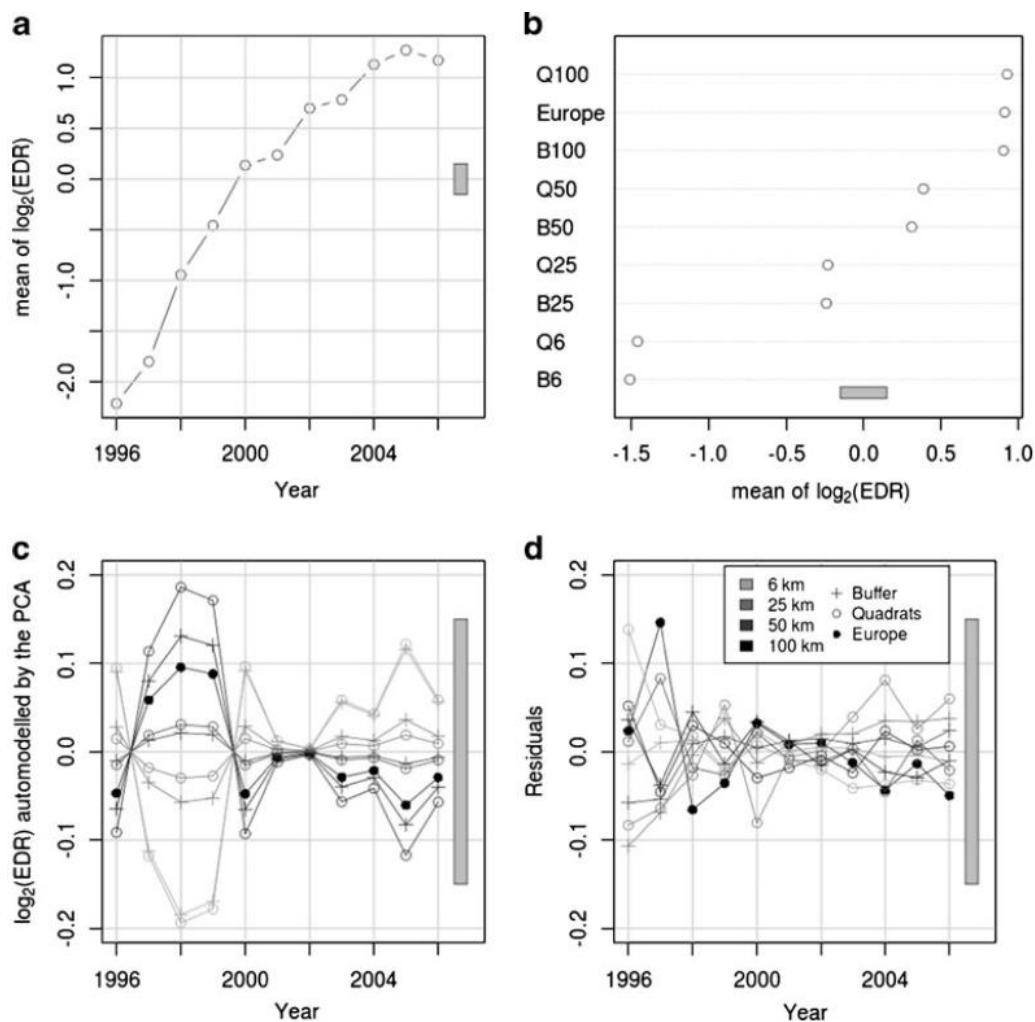 a
mean of log₂(EDR)
1.0
0.5
0.0
-1.0
-2.0
1996 2000 2004
Year
b
Q100
Europe
B100
Q50
B50
Q25
B25
Q6
B6
-1.5 -1.0 -0.5 0.0 0.5 1.0
mean of log₂(EDR)
c
log₂(EDR) automodelled by the PCA
0.2
0.1
0.0
-0.1
-0.2
1996 2000 2004
Year
d
Residuals
0.2
0.1
0.0
-0.1
-0.2
6 km
25 km
50 km
100 km
Buffer
Quadrats
Europe
1996 2000 2004
Year